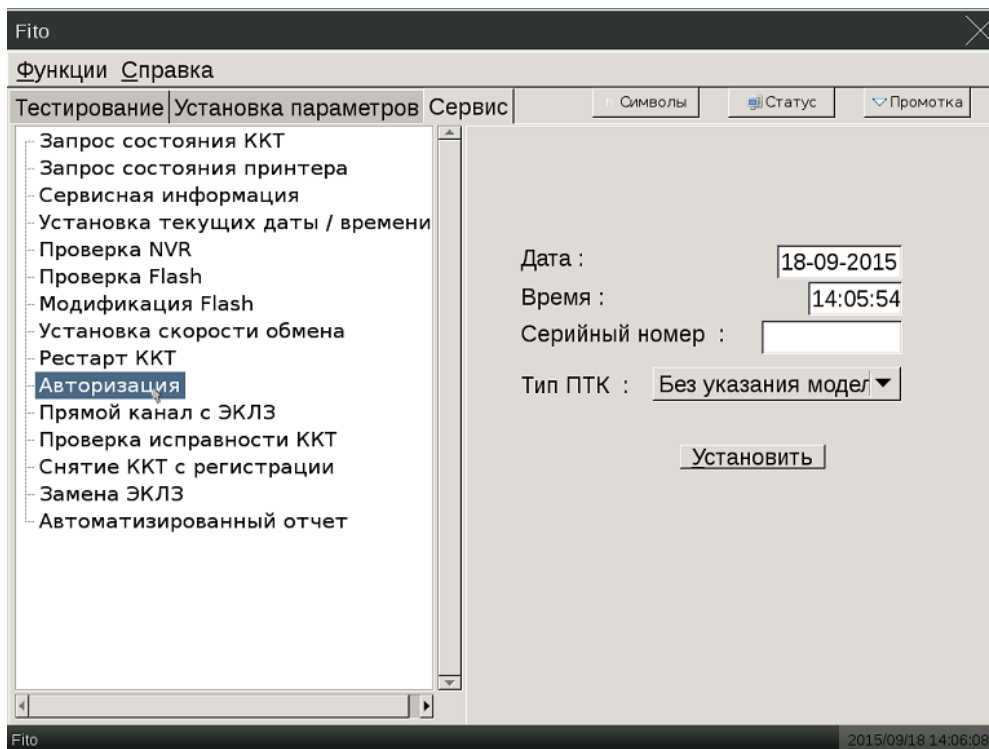 Fito
Функции Справка
Тестирование Установка параметров Сервис Символы Статус Промотка
Запрос состояния ККТ
Запрос состояния принтера
Сервисная информация
Установка текущих даты / времени
Проверка NVR
Проверка Flash
Модификация Flash
Установка скорости обмена
Рестарт ККТ
Авторизация
Прямой канал с ЭКЛЗ
Проверка исправности ККТ
Снятие ККТ с регистрации
Замена ЭКЛЗ
Автоматизированный отчет
Дата : 18-09-2015
Время : 14:05:54
Серийный номер :
Тип ПТК : Без указания модел
Установить
Fito 2015/09/18 14:06:08